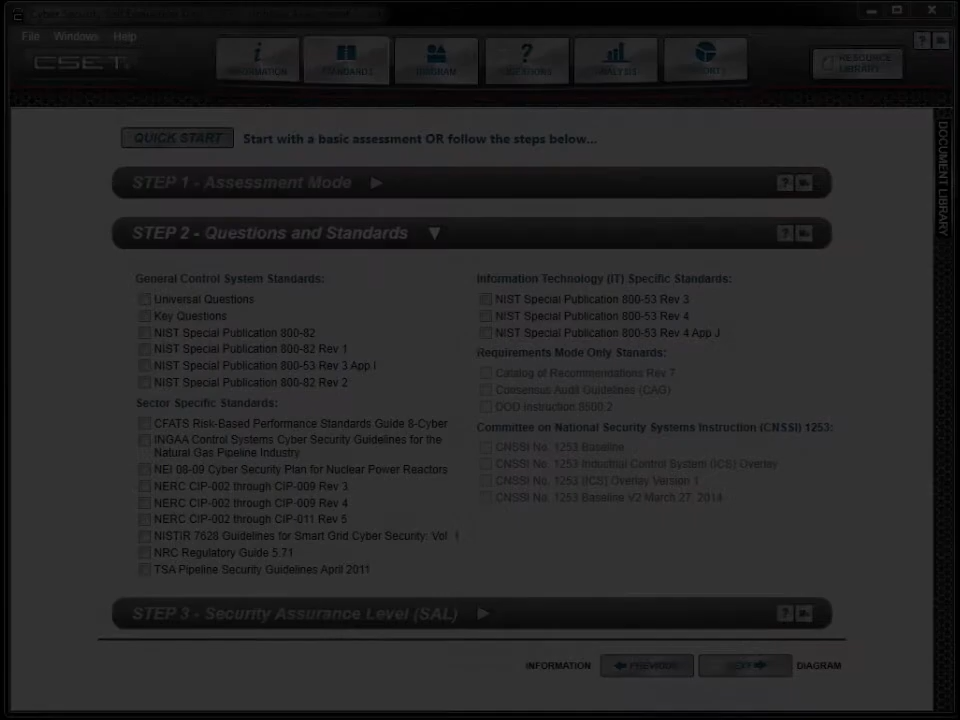 Cyber Security Evaluation
File Windows Help
CSET
INFORMATION STANDARDS DIAGRAM QUESTIONS ANALYSIS REPORTS
RESOURCE
LIBRARY
DOCUMENT LIBRARY
QUICK START Start with a basic assessment OR follow the steps below...
STEP 1 - Assessment Mode
STEP 2 - Questions and Standards
General Control System Standards:
Universal Questions
Key Questions
NIST Special Publication 800-82
NIST Special Publication 800-82 Rev 1
NIST Special Publication 800-53 Rev 3 App I
NIST Special Publication 800-82 Rev 2
Sector Specific Standards:
CFATS Risk-Based Performance Standards Guide 8-Cyber
INGAA Control Systems Cyber Security Guidelines for the
Natural Gas Pipeline Industry
NEI 08-09 Cyber Security Plan for Nuclear Power Reactors
NERC CIP-002 through CIP-009 Rev 3
NERC CIP-002 through CIP-009 Rev 4
NERC CIP-002 through CIP-011 Rev 5
NISTIR 7628 Guidelines for Smart Grid Cyber Security: Vol 1
NRC Regulatory Guide 5.71
TSA Pipeline Security Guidelines April 2011
Information Technology (IT) Specific Standards:
NIST Special Publication 800-53 Rev 3
NIST Special Publication 800-53 Rev 4
NIST Special Publication 800-53 Rev 4 App J
Requirements Mode Only Stanards:
Catalog of Recommendations Rev 7
Consensus Audit Guidelines (CAG)
DOD Instruction 8500.2
Committee on National Security Systems Instruction (CNSSI) 1253:
CNSSI No. 1253 Baseline
CNSSI No. 1253 Industrial Control System (ICS) Overlay
CNSSI No. 1253 (ICS) Overlay Version 1
CNSSI No. 1253 Baseline V2 March 27, 2014
STEP 3 - Security Assurance Level (SAL)
INFORMATION PREVIOUS NEXT DIAGRAM